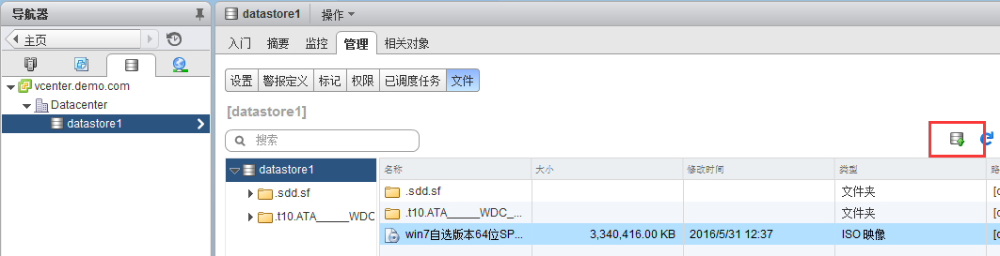 导航器
主页
vcenter.demo.com
Datacenter
datastore1
datastore1 操作
入门 摘要 监控 管理 相关对象
设置 警报定义 标记 权限 已调度任务 文件
[datastore1]
搜索
datastore1
.sdd.sf
.t10.ATA_____WDC
名称 大小 修改时间 类型 路
.sdd.sf 文件夹 [d
.t10.ATA_____WDC_... 文件夹 [d
win7自选版本64位SP... 3,340,416.00 KB 2016/5/31 12:37 ISO 映像 [d